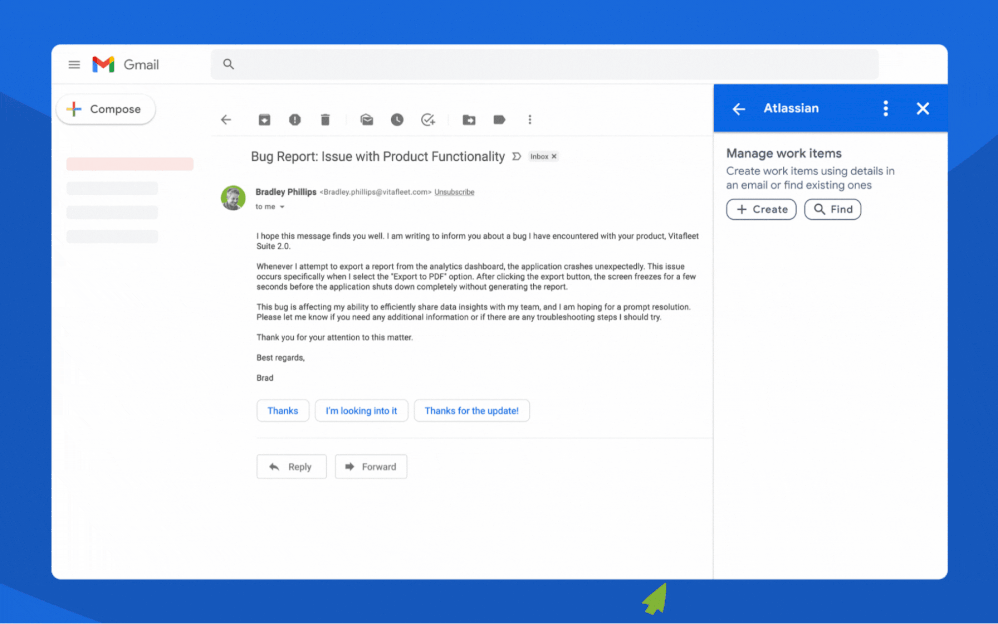 Gmail
Compose
Atlassian
Bug Report: Issue with Product Functionality Inbox ×
Bradley Phillips <Bradley.phillips@vitafleet.com> Unsubscribe
to me
I hope this message finds you well. I am writing to inform you about a bug I have encountered with your product, Vitafleet
Suite 2.0.
Whenever I attempt to export a report from the analytics dashboard, the application crashes unexpectedly. This issue
occurs specifically when I select the "Export to PDF" option. After clicking the export button, the screen freezes for a few
seconds before the application shuts down completely without generating the report.
This bug is affecting my ability to efficiently share data insights with my team, and I am hoping for a prompt resolution.
Please let me know if you need any additional information or if there are any troubleshooting steps I should try.
Thank you for your attention to this matter.
Best regards,
Brad
Thanks
I'm looking into it
Thanks for the update!
Reply
Forward
Manage work items
Create work items using details in
an email or find existing ones
+ Create
Find